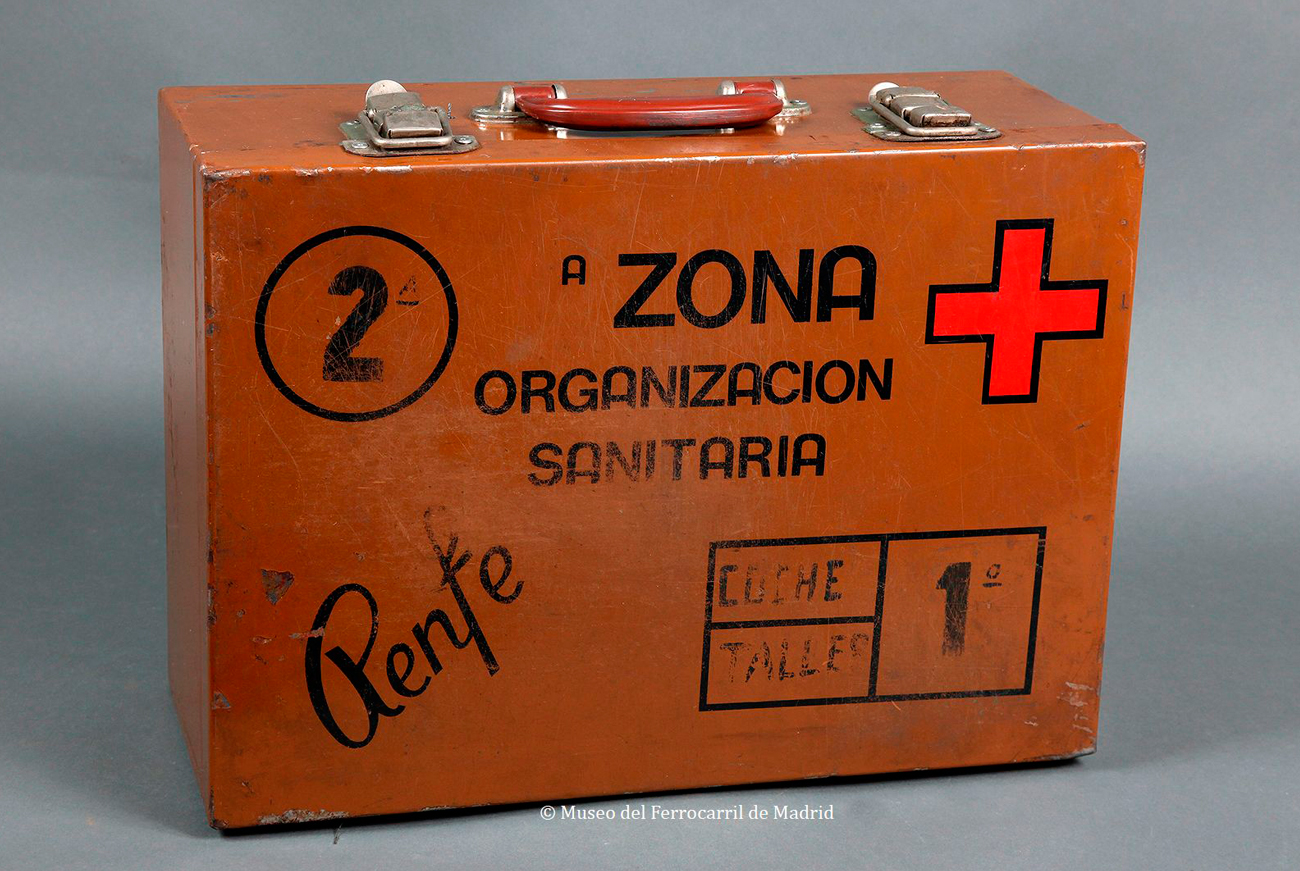 2ª
A ZONA
ORGANIZACION
SANITARIA
Renfe
COCHE
TALLER
1º
© Museo del Ferrocarril de Madrid